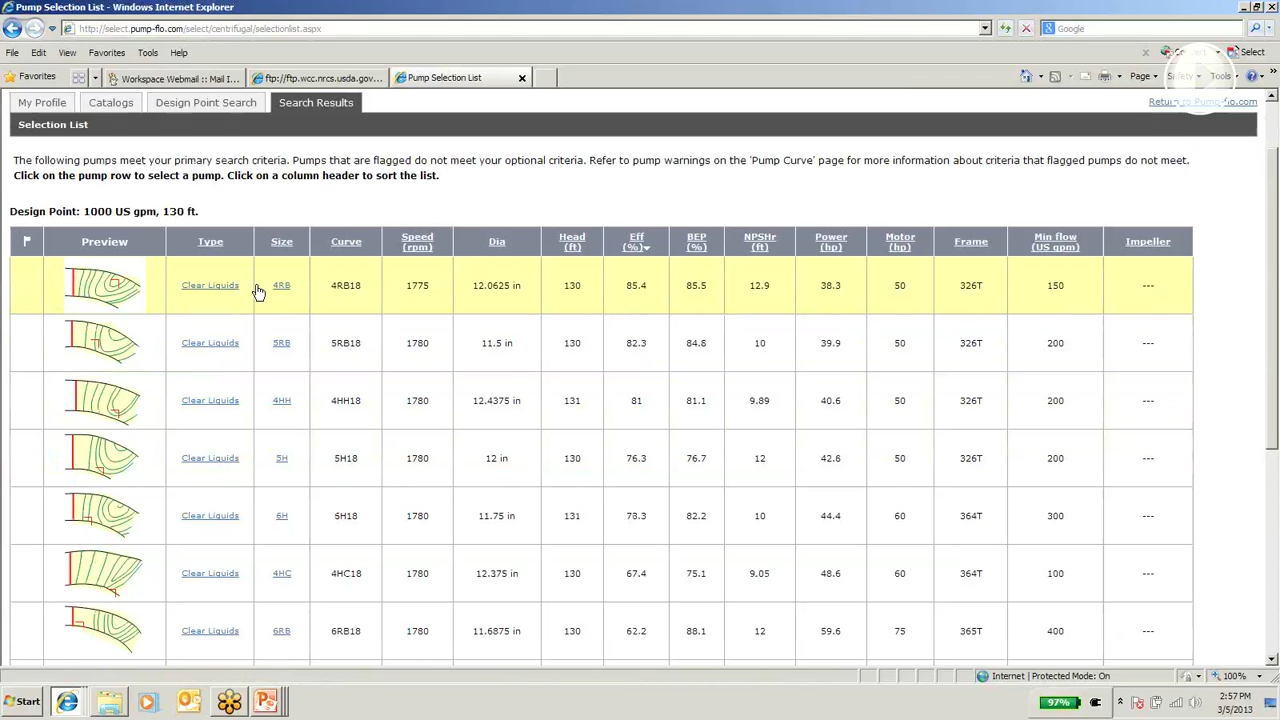 Pump Selection List - Windows Internet Explorer
http://select.pump-flo.com/select/centrifugal/selectionlist.aspx
Google
File Edit View Favorites Tools Help
Convert Select
Favorites
Workspace Webmail :: Mail I...
ftp://ftp.wcc.nrcs.usda.gov...
Pump Selection List
Page Safety Tools
My Profile Catalogs Design Point Search Search Results
Return to Pump-flo.com
Selection List
The following pumps meet your primary search criteria. Pumps that are flagged do not meet your optional criteria. Refer to pump warnings on the 'Pump Curve' page for more information about criteria that flagged pumps do not meet.
Click on the pump row to select a pump. Click on a column header to sort the list.
Design Point: 1000 US gpm, 130 ft.
Preview Type Size Curve Speed (rpm) Dia Head (ft) Eff (%) BEP (%) NPSHr (ft) Power (hp) Motor (hp) Frame Min flow (US gpm) Impeller
Clear Liquids 4RB 4RB18 1775 12.0625 in 130 85.4 85.5 12.9 38.3 50 326T 150 ---
Clear Liquids 5RB 5RB18 1780 11.5 in 130 82.3 84.8 10 39.9 50 326T 200 ---
Clear Liquids 4HH 4HH18 1780 12.4375 in 131 81 81.1 9.89 40.6 50 326T 200 ---
Clear Liquids 5H 5H18 1780 12 in 130 76.3 76.7 12 42.6 50 326T 200 ---
Clear Liquids 6H 5H18 1780 11.75 in 131 78.3 82.2 10 44.4 60 364T 300 ---
Clear Liquids 4HC 4HC18 1780 12.375 in 130 67.4 75.1 9.05 48.6 60 364T 100 ---
Clear Liquids 6RB 6RB18 1780 11.6875 in 130 62.2 88.1 12 59.6 75 365T 400 ---
Internet | Protected Mode: On
100%
Start
97%
2:57 PM
3/5/2013